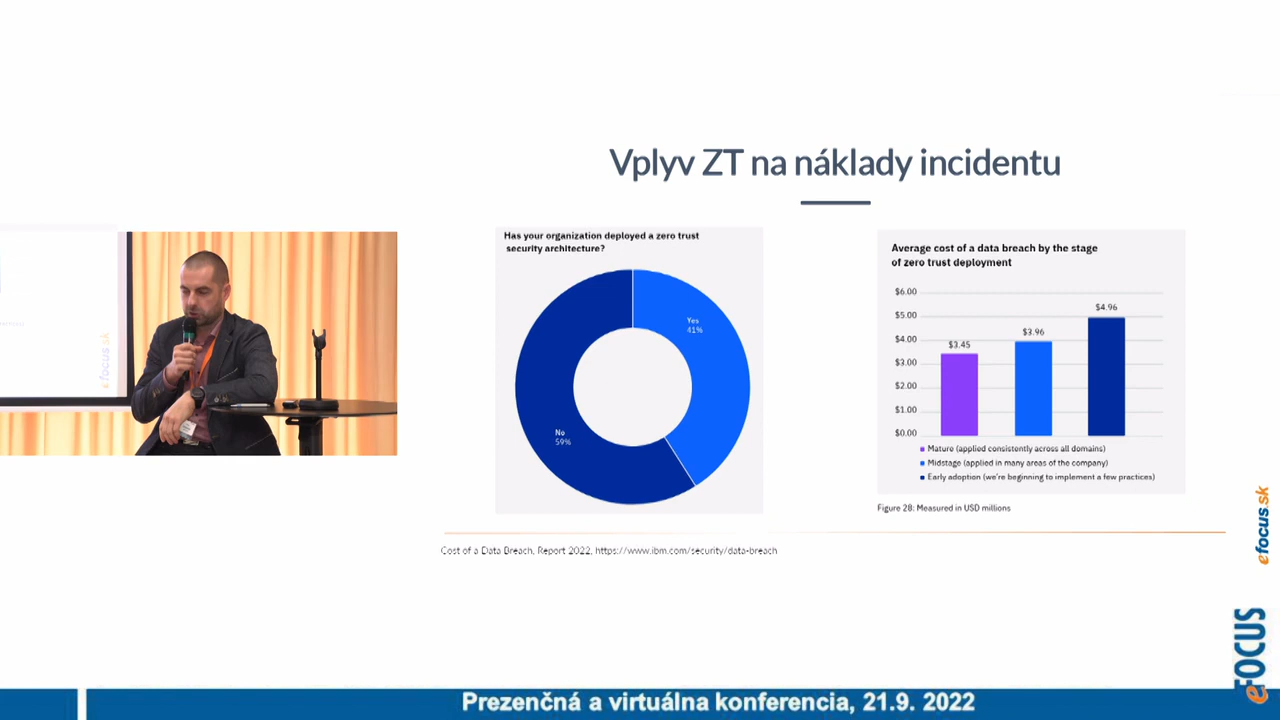 Vplyv ZT na náklady incidentu
Has your organization deployed a zero trust
security architecture?
Yes
41%
No
59%
Average cost of a data breach by the stage
of zero trust deployment
$6.00
$5.00
$4.00
$3.00
$2.00
$1.00
$0.00
$3.45
$3.96
$4.96
Mature (applied consistently across all domains)
Midstage (applied in many areas of the company)
Early adoption (we're beginning to implement a few practices)
Figure 28: Measured in USD millions
Cost of a Data Breach, Report 2022, https://www.ibm.com/security/data-breach
efocus.sk
efocus.sk
eFOCUS
Prezenčná a virtuálna konferencia, 21.9. 2022